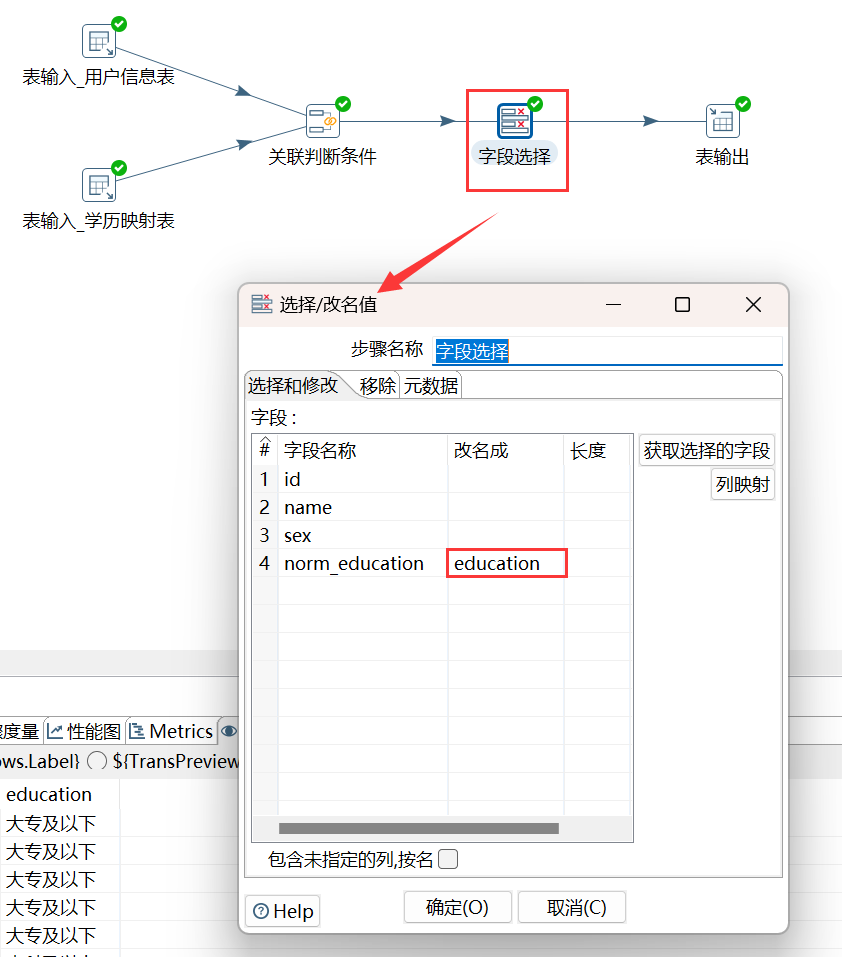 表输入_用户信息表
关联判断条件
字段选择
表输出
表输入_学历映射表
选择/改名值
步骤名称 字段选择
选择和修改 移除 元数据
字段：
# 字段名称 改名成 长度
获取选择的字段
列映射
1 id
2 name
3 sex
4 norm_education education
包含未指定的列,按名
Help 确定(O) 取消(C)
度量 性能图 Metrics
ows.Label} ${TransPreview
education
大专及以下
大专及以下
大专及以下
大专及以下
大专及以下